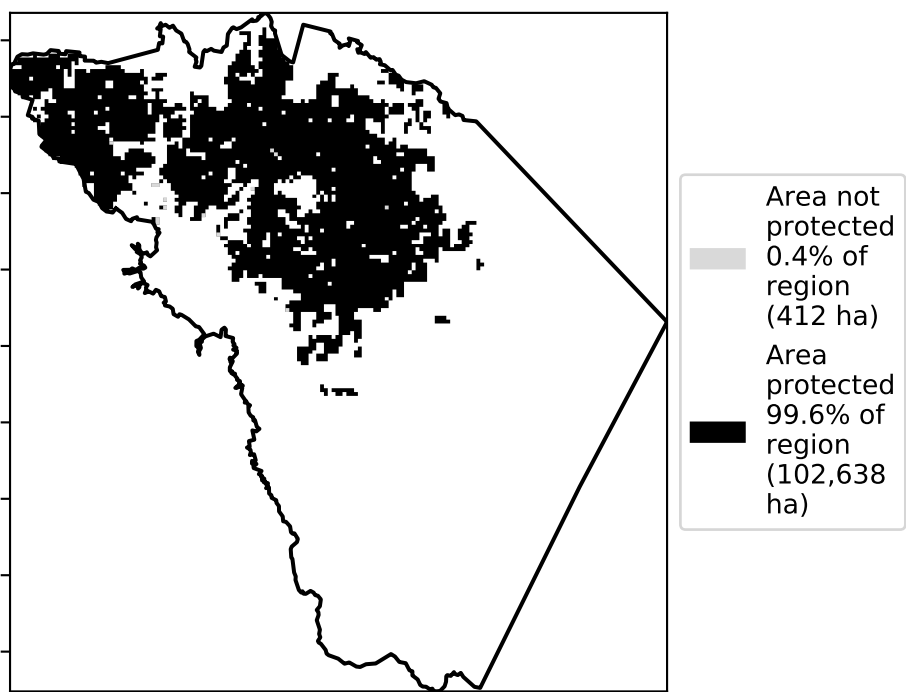 Area not
protected
0.4% of
region
(412 ha)
Area
protected
99.6% of
region
(102,638
ha)